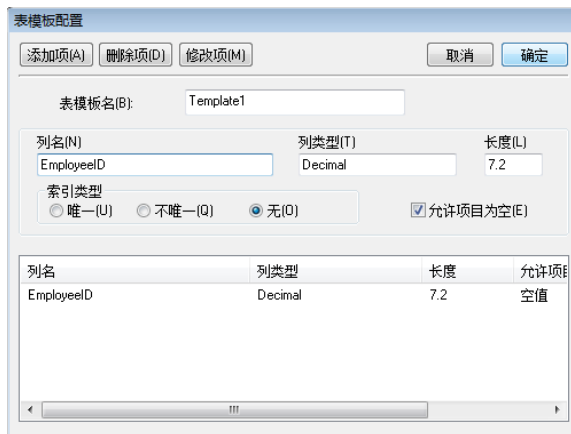 表模板配置
添加项(A) 删除项(D) 修改项(M) 取消 确定
表模板名(B): Template1
列名(N) 列类型(T) 长度(L)
EmployeeID Decimal 7.2
索引类型
唯一(U) 不唯一(Q) 无(O) 允许项目为空(E)
列名 列类型 长度 允许项目
EmployeeID Decimal 7.2 空值